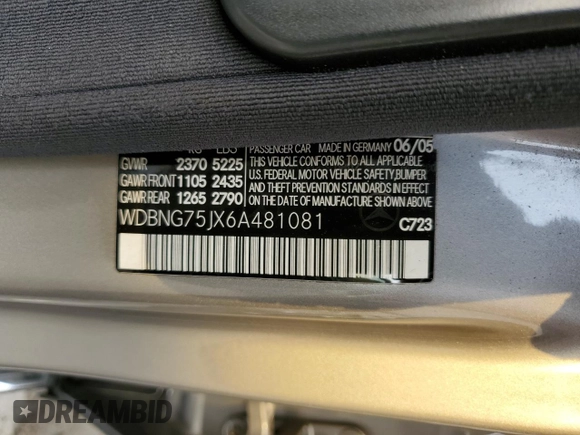 KG LBS PASSENGER CAR MADE IN GERMANY 06/05
GVWR 2370 5225 THIS VEHICLE CONFORMS TO ALL APPLICABLE
GAWR FRONT 1105 2435 U.S. FEDERAL MOTOR VEHICLE SAFETY,BUMPER
GAWR REAR 1265 2790 AND THEFT PREVENTION STANDARDS IN EFFECT
ON THE DATE OF MANUFACTURE SHOWN ABOVE.
WDBNG75JX6A481081
C723
DREAMBID